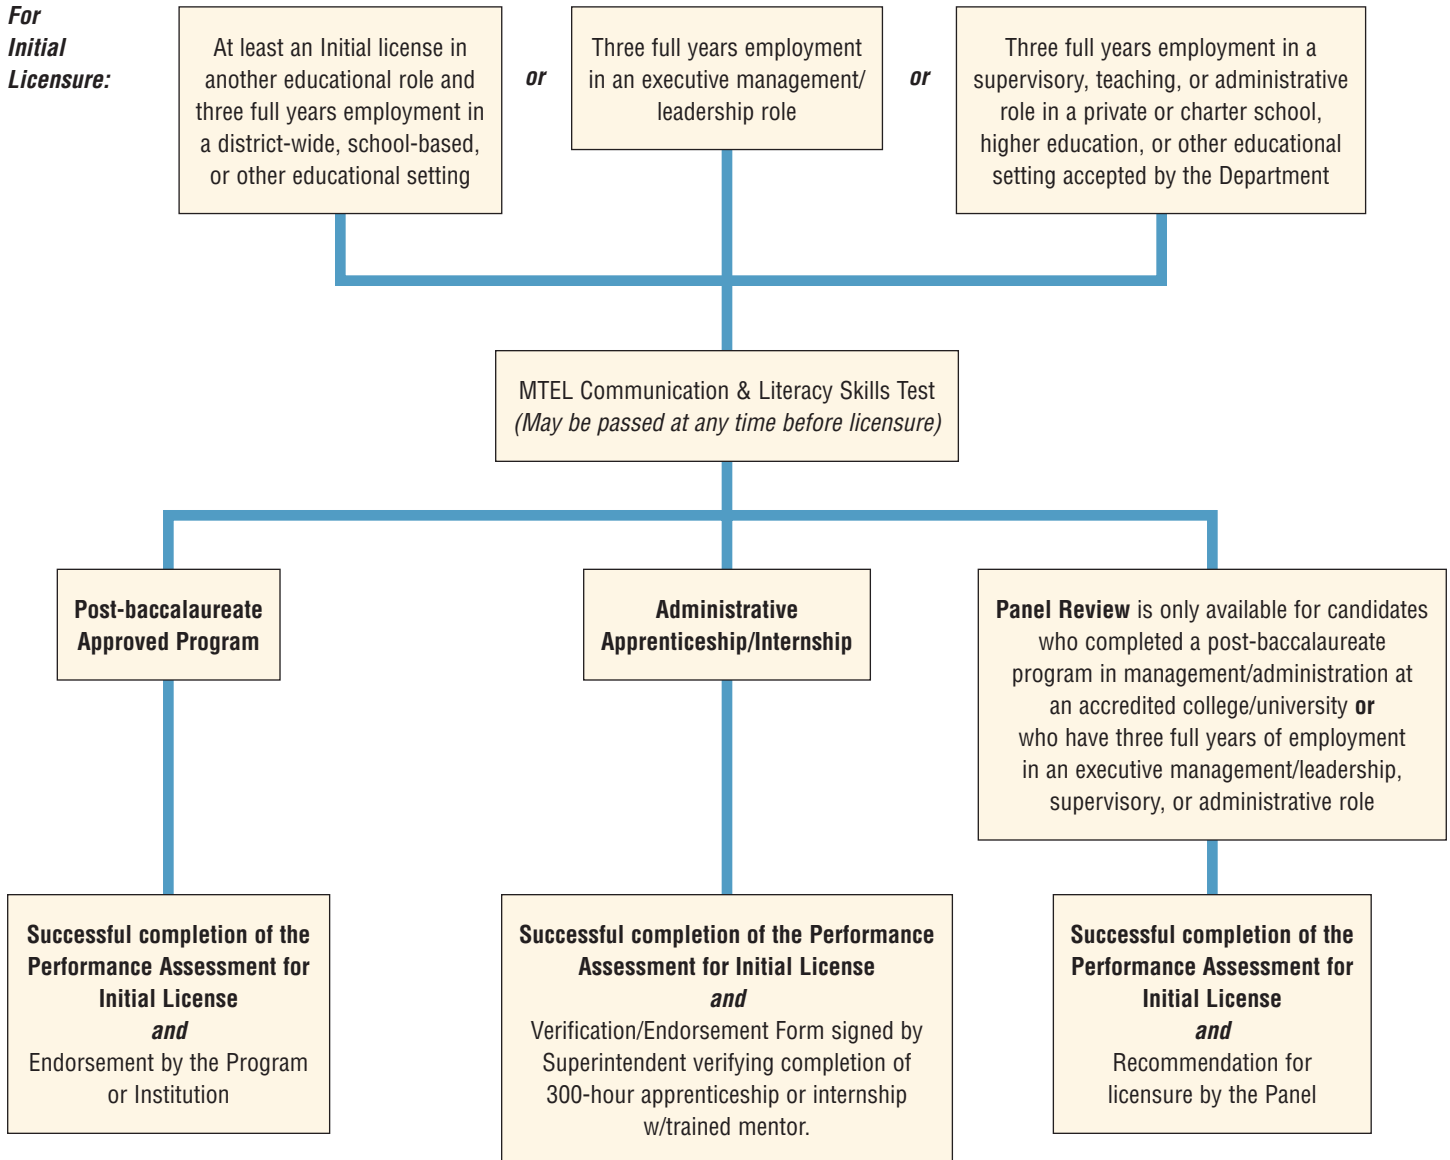 For
Initial
Licensure:
At least an Initial license in
another educational role and
three full years employment in
a district-wide, school-based,
or other educational setting
or
Three full years employment
in an executive management/
leadership role
or
Three full years employment in a
supervisory, teaching, or administrative
role in a private or charter school,
higher education, or other educational
setting accepted by the Department
MTEL Communication & Literacy Skills Test
(May be passed at any time before licensure)
Post-baccalaureate
Approved Program
Administrative
Apprenticeship/Internship
Panel Review is only available for candidates
who completed a post-baccalaureate
program in management/administration at
an accredited college/university or
who have three full years of employment
in an executive management/leadership,
supervisory, or administrative role
Successful completion of the
Performance Assessment for
Initial License
and
Endorsement by the Program
or Institution
Successful completion of the Performance
Assessment for Initial License
and
Verification/Endorsement Form signed by
Superintendent verifying completion of
300-hour apprenticeship or internship
w/trained mentor.
Successful completion of the
Performance Assessment for
Initial License
and
Recommendation for
licensure by the Panel